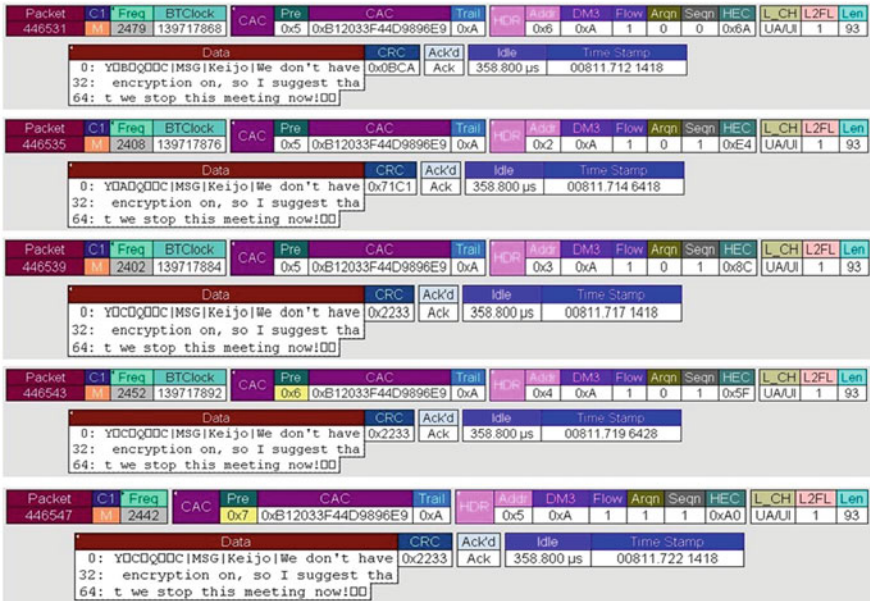 Packet C1 Freq BTClock CAC Pre CAC Trail HDR Addr DM3 Flow Arqn Seqn HEC L_CH L2FL Len
446531 M 2479 139717868 0x5 0xB12033F44D9896E9 0xA 0x6 0xA 1 0 0 0x6A UA/UI 1 93
Data CRC Ack'd Idle Time Stamp
0: Y□B□Q□□C|MSG|Keijo|We don't have 0x0BCA Ack 358.800 µs 00811.712 1418
32: encryption on, so I suggest tha
64: t we stop this meeting now!□□
Packet C1 Freq BTClock CAC Pre CAC Trail HDR Addr DM3 Flow Arqn Seqn HEC L_CH L2FL Len
446535 M 2408 139717876 0x5 0xB12033F44D9896E9 0xA 0x2 0xA 1 0 1 0xE4 UA/UI 1 93
Data CRC Ack'd Idle Time Stamp
0: Y□A□Q□□C|MSG|Keijo|We don't have 0x71C1 Ack 358.800 µs 00811.714 6418
32: encryption on, so I suggest tha
64: t we stop this meeting now!□□
Packet C1 Freq BTClock CAC Pre CAC Trail HDR Addr DM3 Flow Arqn Seqn HEC L_CH L2FL Len
446539 M 2402 139717884 0x5 0xB12033F44D9896E9 0xA 0x3 0xA 1 0 1 0x8C UA/UI 1 93
Data CRC Ack'd Idle Time Stamp
0: Y□C□Q□□C|MSG|Keijo|We don't have 0x2233 Ack 358.800 µs 00811.717 1418
32: encryption on, so I suggest tha
64: t we stop this meeting now!□□
Packet C1 Freq BTClock CAC Pre CAC Trail HDR Addr DM3 Flow Arqn Seqn HEC L_CH L2FL Len
446543 M 2452 139717892 0x6 0xB12033F44D9896E9 0xA 0x4 0xA 1 0 1 0x5F UA/UI 1 93
Data CRC Ack'd Idle Time Stamp
0: Y□C□Q□□C|MSG|Keijo|We don't have 0x2233 Ack 358.800 µs 00811.719 6428
32: encryption on, so I suggest tha
64: t we stop this meeting now!□□
Packet C1 Freq CAC Pre CAC Trail HDR Addr DM3 Flow Arqn Seqn HEC L_CH L2FL Len
446547 M 2442 0x7 0xB12033F44D9896E9 0xA 0x5 0xA 1 1 1 0xA0 UA/UI 1 93
Data CRC Ack'd Idle Time Stamp
0: Y□C□Q□□C|MSG|Keijo|We don't have 0x2233 Ack 358.800 µs 00811.722 1418
32: encryption on, so I suggest tha
64: t we stop this meeting now!□□